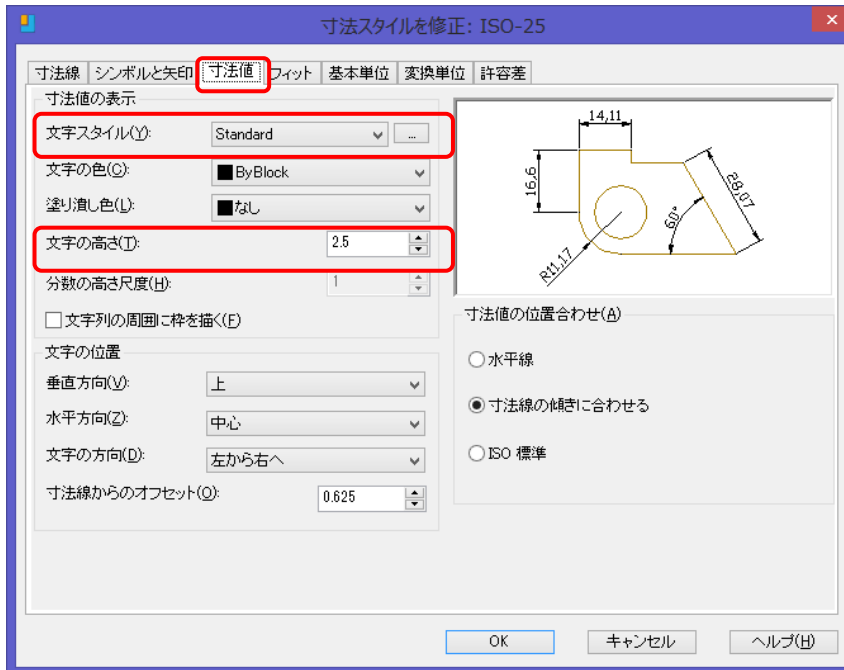 寸法スタイルを修正: ISO-25
寸法線 シンボルと矢印 寸法値 フィット 基本単位 変換単位 許容差
寸法値の表示
文字スタイル(Y): Standard ...
文字の色(C): ByBlock
塗り潰し色(L): なし
文字の高さ(T): 2.5
分数の高さ尺度(H): 1
文字列の周囲に枠を描く(F)
文字の位置
垂直方向(V): 上
水平方向(Z): 中心
文字の方向(D): 左から右へ
寸法線からのオフセット(O): 0.625
14,11
16,6
28,07
60°
R11,17
寸法値の位置合わせ(A)
水平線
寸法線の傾きに合わせる
ISO 標準
OK キャンセル ヘルプ(H)